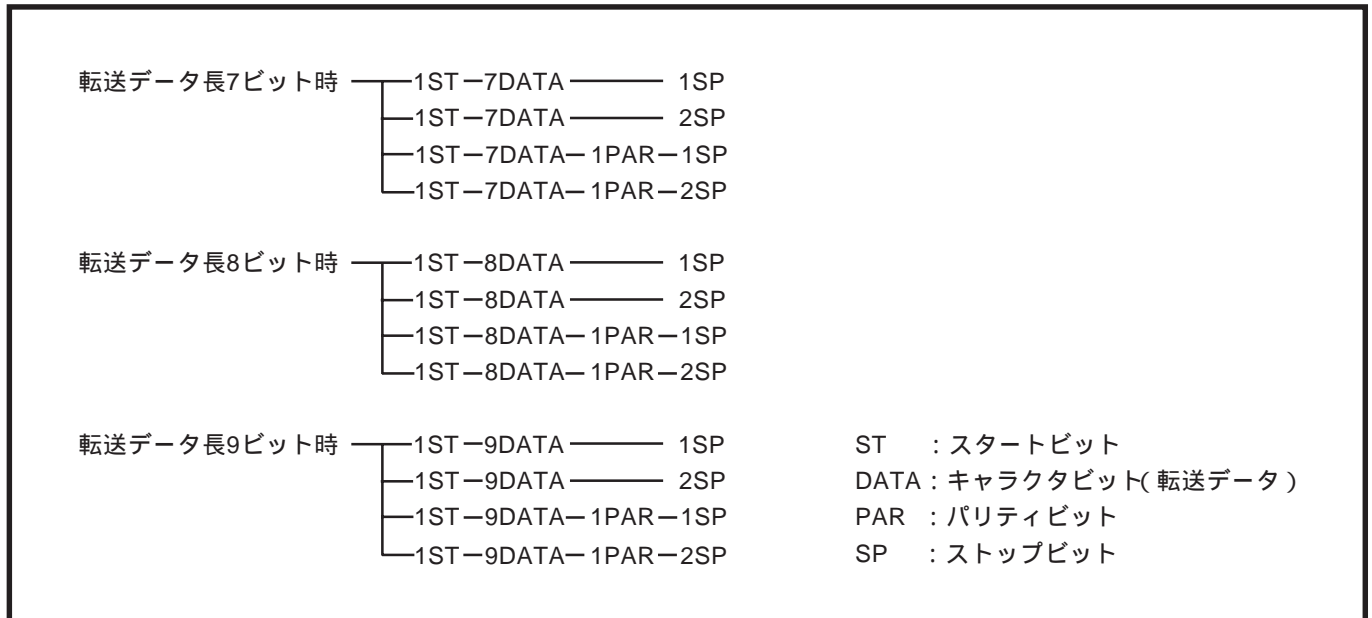 転送データ長7ビット時 1ST－7DATA 1SP
1ST－7DATA 2SP
1ST－7DATA－1PAR－1SP
1ST－7DATA－1PAR－2SP
転送データ長8ビット時 1ST－8DATA 1SP
1ST－8DATA 2SP
1ST－8DATA－1PAR－1SP
1ST－8DATA－1PAR－2SP
転送データ長9ビット時 1ST－9DATA 1SP ST ：スタートビット
1ST－9DATA 2SP DATA：キャラクタビット(転送データ)
1ST－9DATA－1PAR－1SP PAR ：パリティビット
1ST－9DATA－1PAR－2SP SP ：ストップビット